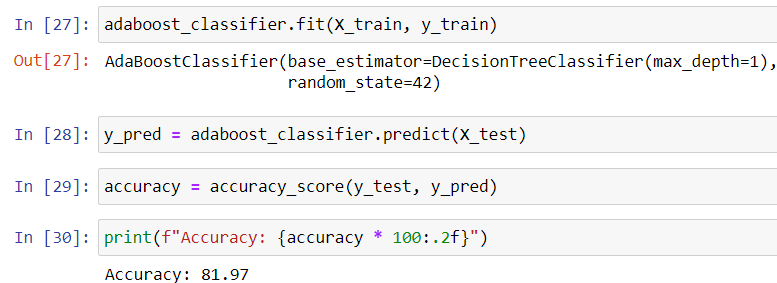 In [27]: adaboost_classifier.fit(X_train, y_train)
Out[27]: AdaBoostClassifier(base_estimator=DecisionTreeClassifier(max_depth=1),
random_state=42)
In [28]: y_pred = adaboost_classifier.predict(X_test)
In [29]: accuracy = accuracy_score(y_test, y_pred)
In [30]: print(f"Accuracy: {accuracy * 100:.2f}")
Accuracy: 81.97